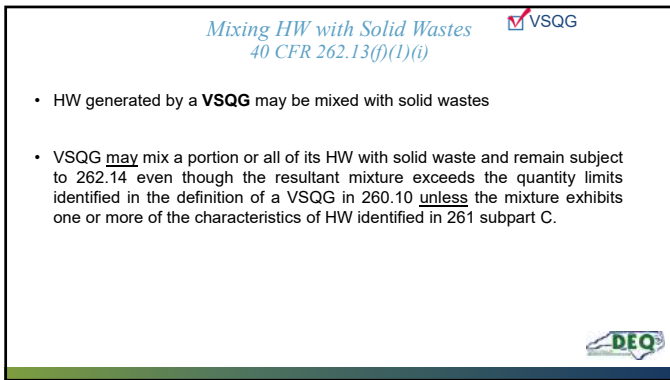 Mixing HW with Solid Wastes
VSQG
40 CFR 262.13(f)(1)(i)
• HW generated by a VSQG may be mixed with solid wastes
• VSQG may mix a portion or all of its HW with solid waste and remain subject
to 262.14 even though the resultant mixture exceeds the quantity limits
identified in the definition of a VSQG in 260.10 unless the mixture exhibits
one or more of the characteristics of HW identified in 261 subpart C.
DEQ